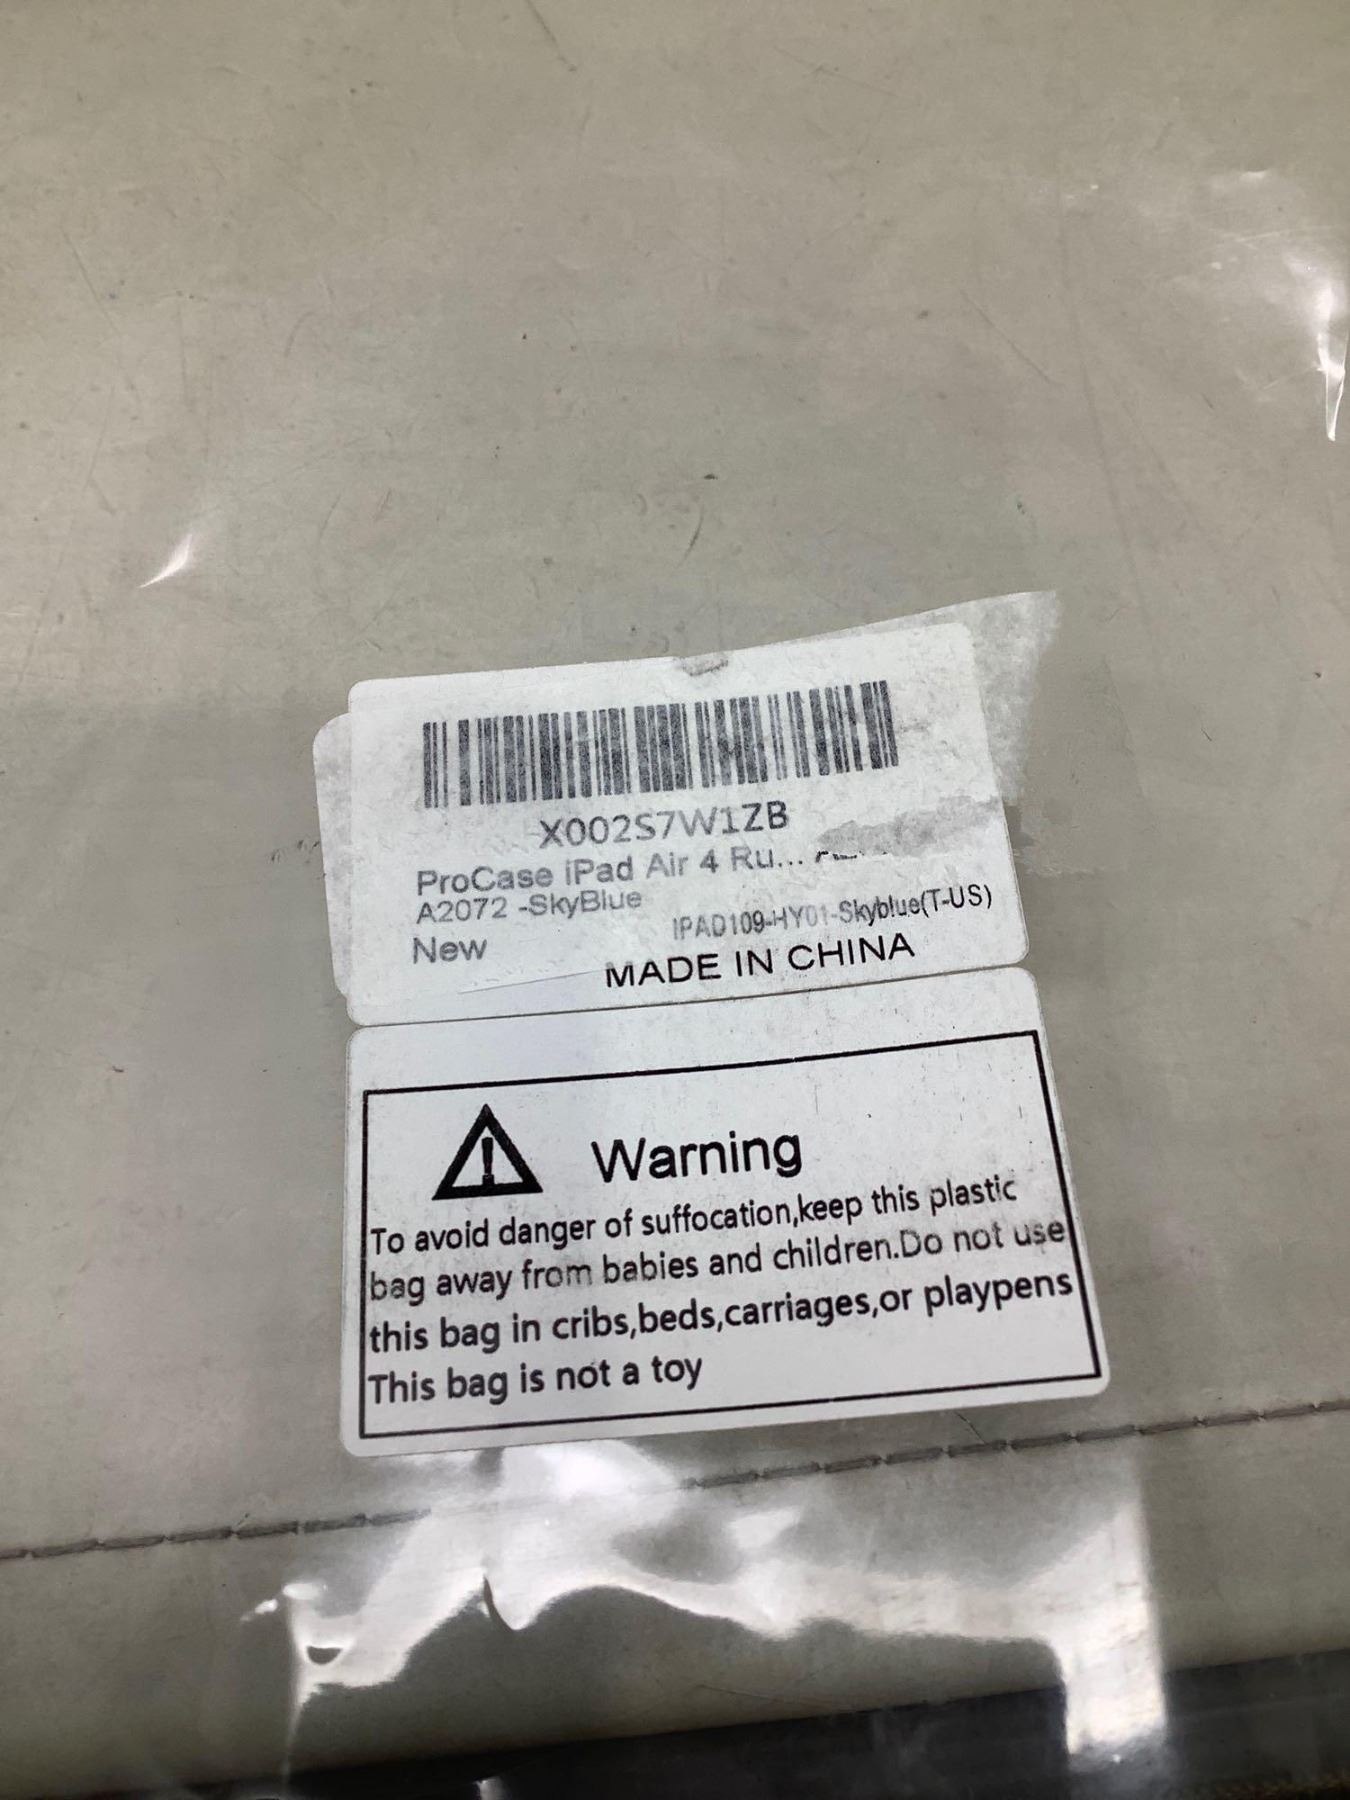 X002S7W1ZB
ProCase iPad Air 4 Ru...
A2072 -SkyBlue
IPAD109-HY01-Skyblue(T-US)
New
MADE IN CHINA
Warning
To avoid danger of suffocation,keep this plastic
bag away from babies and children.Do not use
this bag in cribs,beds,carriages,or playpens
This bag is not a toy